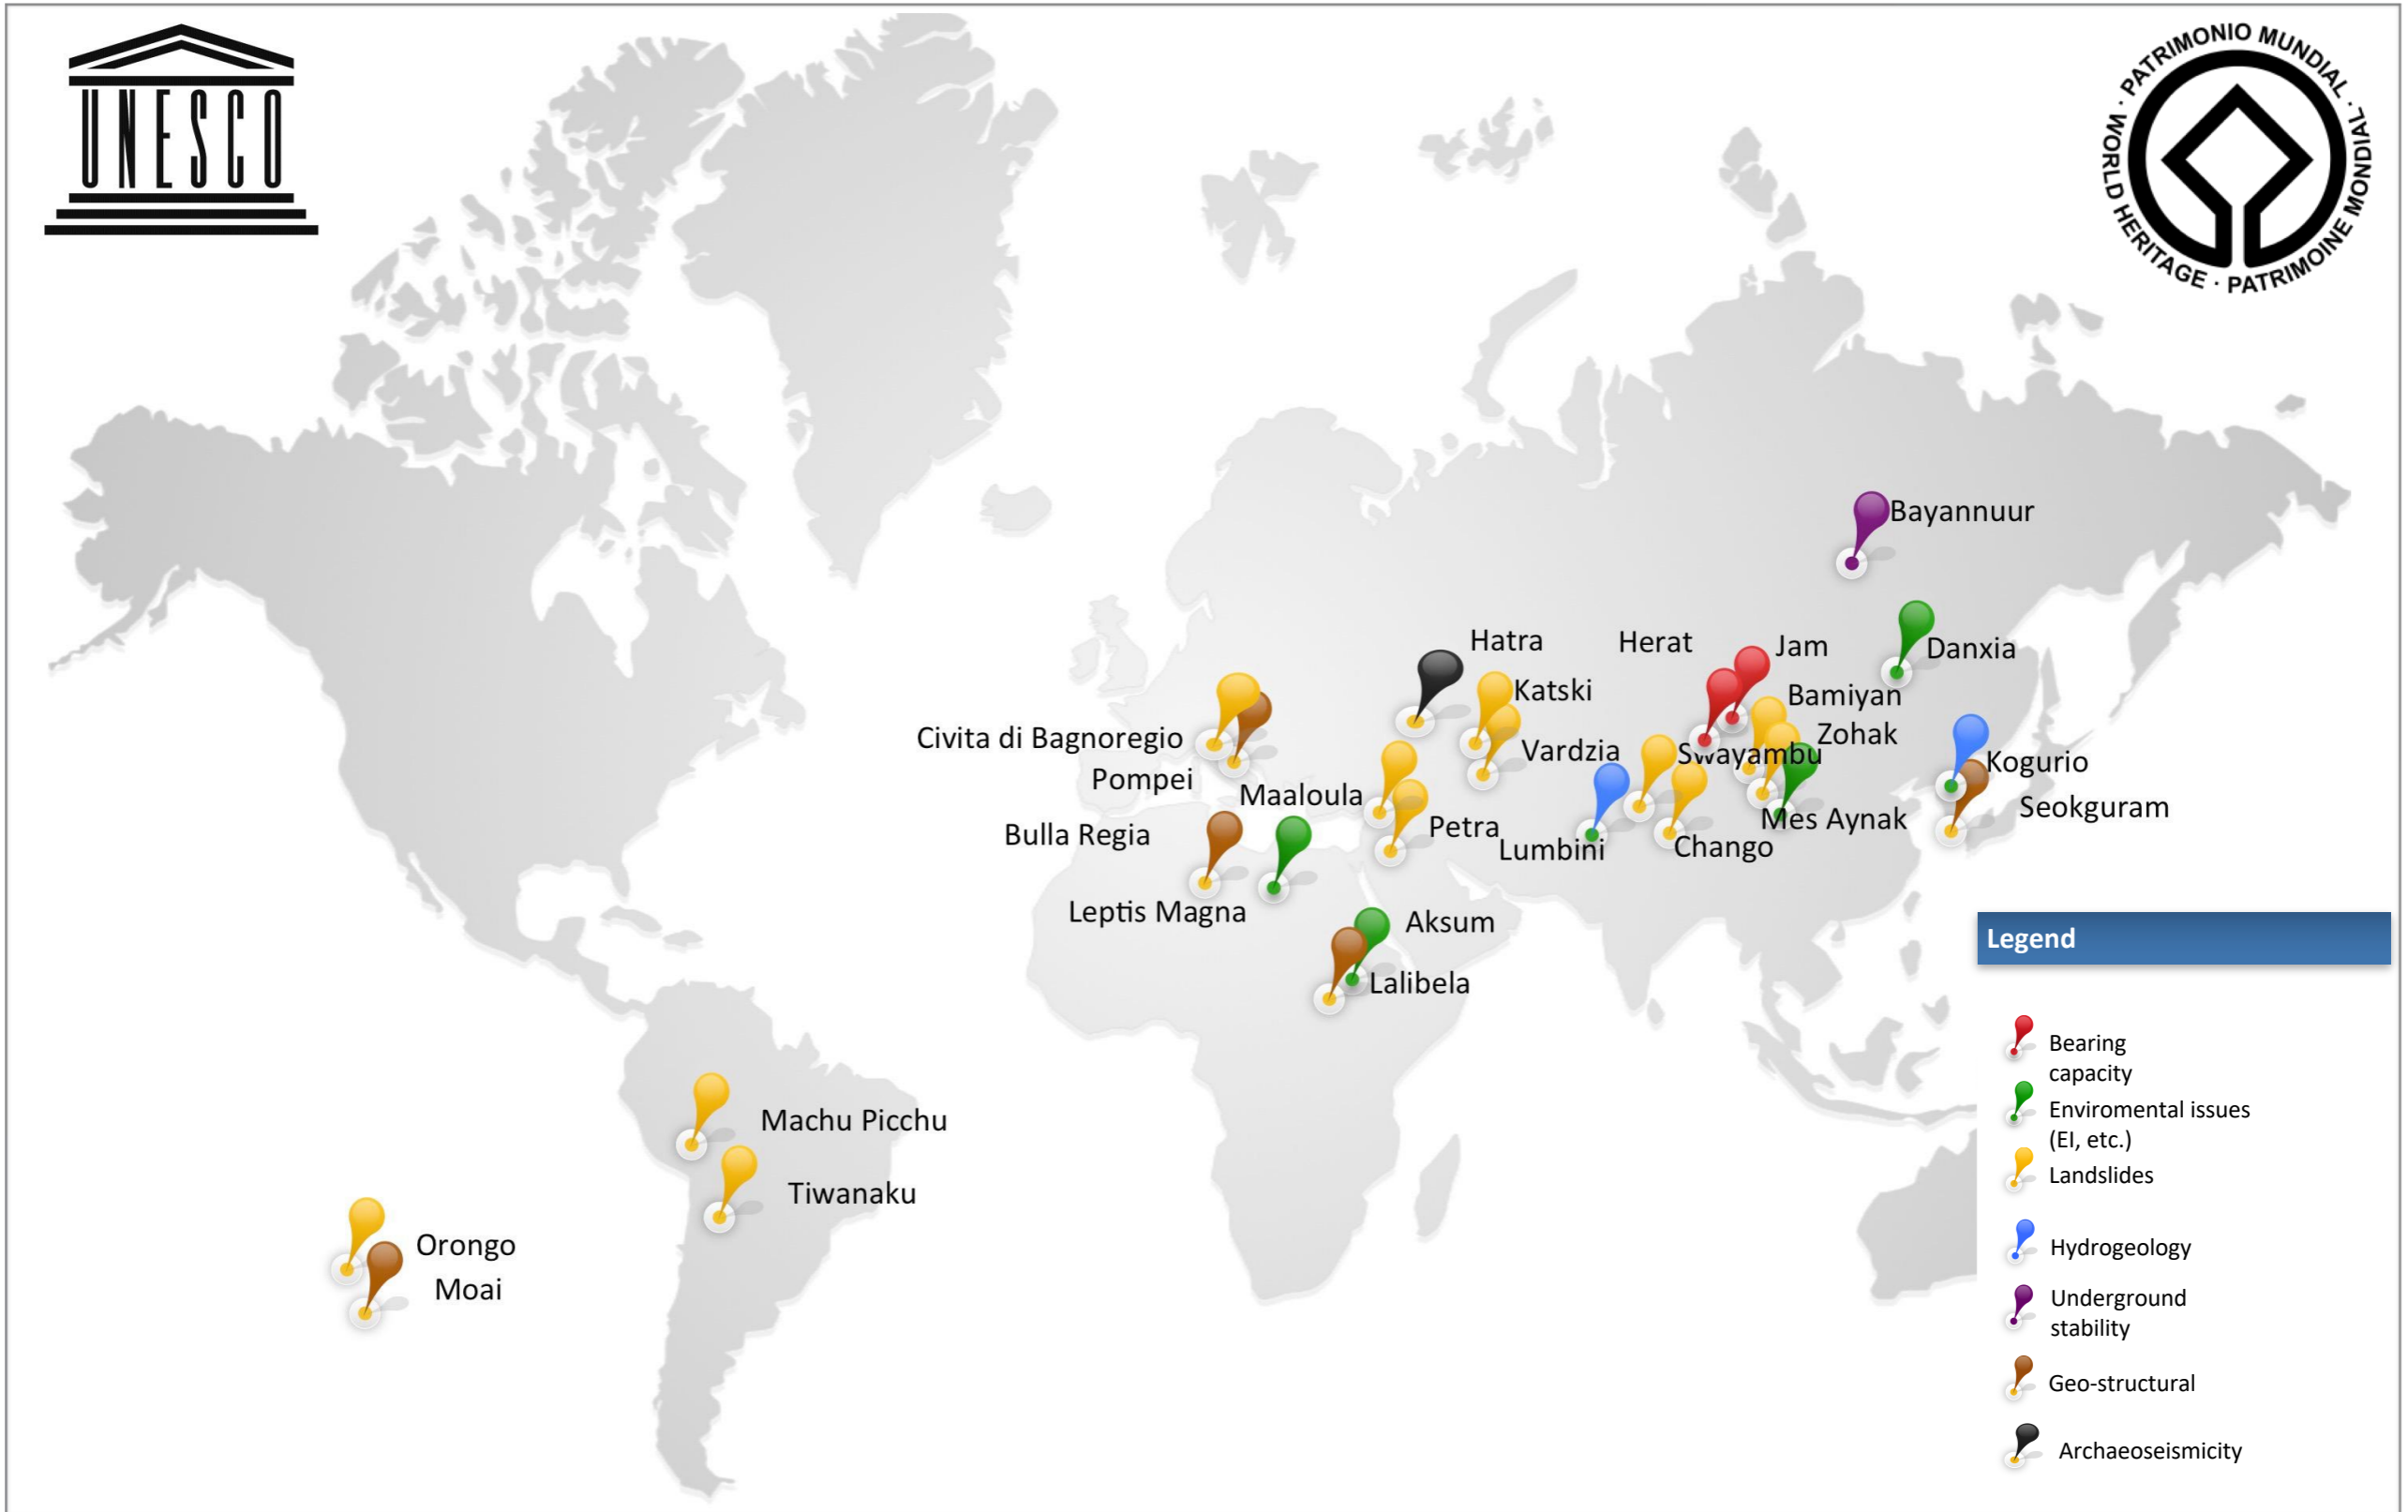 UNESCO
WORLD HERITAGE · PATRIMONIO MUNDIAL · PATRIMOINE MONDIAL ·
Bayannuur
Hatra
Herat
Jam
Danxia
Katski
Bamiyan
Civita di Bagnoregio
Vardzia
Swayambu
Zohak
Pompei
Maaloula
Kogurio
Bulla Regia
Petra
Lumbini
Chango
Mes Aynak
Seokguram
Leptis Magna
Aksum
Lalibela
Machu Picchu
Tiwanaku
Orongo
Moai
Legend
Bearing
capacity
Enviromental issues
(EI, etc.)
Landslides
Hydrogeology
Underground
stability
Geo-structural
Archaeoseismicity